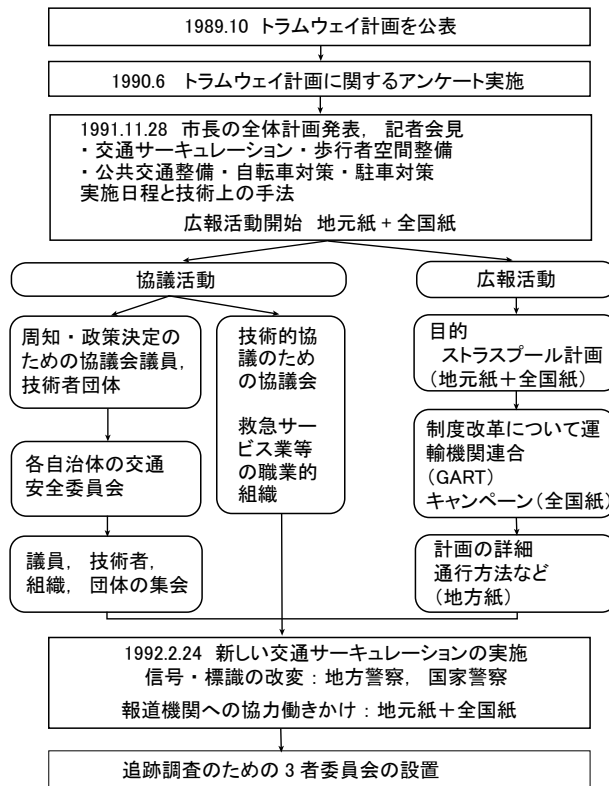 1989.10 トラムウェイ計画を公表
1990.6 トラムウェイ計画に関するアンケート実施
1991.11.28 市長の全体計画発表, 記者会見
・交通サーキュレーション・歩行者空間整備
・公共交通整備・自転車対策・駐車対策
実施日程と技術上の手法
広報活動開始 地元紙+全国紙
協議活動
周知・政策決定の
ための協議会議員,
技術者団体
各自治体の交通
安全委員会
議員, 技術者,
組織, 団体の集会
技術的協
議のため
の協議会
救急サー
ビス業等
の職業的
組織
広報活動
目的
ストラスプール計画
(地元紙+全国紙)
制度改革について運
輸機関連合
(GART)
キャンペーン(全国紙)
計画の詳細
通行方法など
(地方紙)
1992.2.24 新しい交通サーキュレーションの実施
信号・標識の改変:地方警察, 国家警察
報道機関への協力働きかけ:地元紙+全国紙
追跡調査のための3者委員会の設置